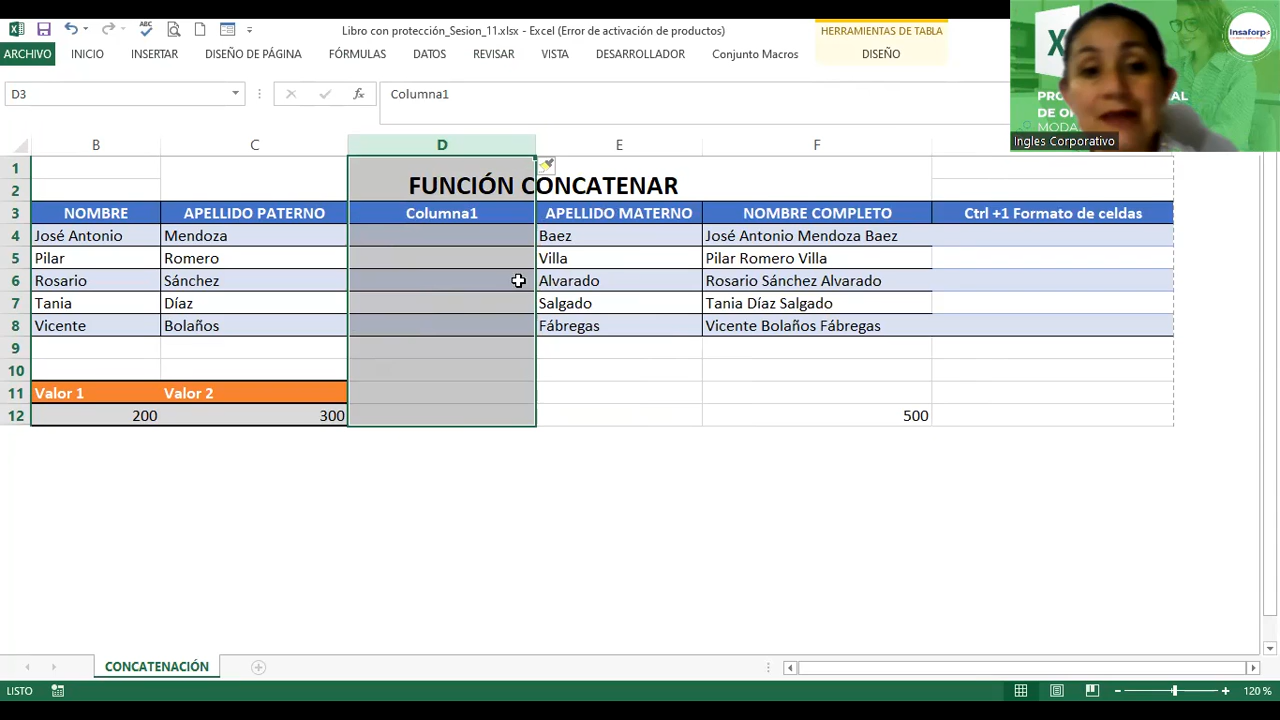 Libro con protección_Sesion_11.xlsx - Excel (Error de activación de productos)
HERRAMIENTAS DE TABLA
ARCHIVO INICIO INSERTAR DISEÑO DE PÁGINA FÓRMULAS DATOS REVISAR VISTA DESARROLLADOR Conjunto Macros DISEÑO
Insaforp
D3 fx Columna1
DE
MODA
Ingles Corporativo
B C D E F
1
2 FUNCIÓN CONCATENAR
3 NOMBRE APELLIDO PATERNO Columna1 APELLIDO MATERNO NOMBRE COMPLETO Ctrl +1 Formato de celdas
4 José Antonio Mendoza Baez José Antonio Mendoza Baez
5 Pilar Romero Villa Pilar Romero Villa
6 Rosario Sánchez Alvarado Rosario Sánchez Alvarado
7 Tania Díaz Salgado Tania Díaz Salgado
8 Vicente Bolaños Fábregas Vicente Bolaños Fábregas
9
10
11 Valor 1 Valor 2
12 200 300 500
CONCATENACIÓN
LISTO 120 %